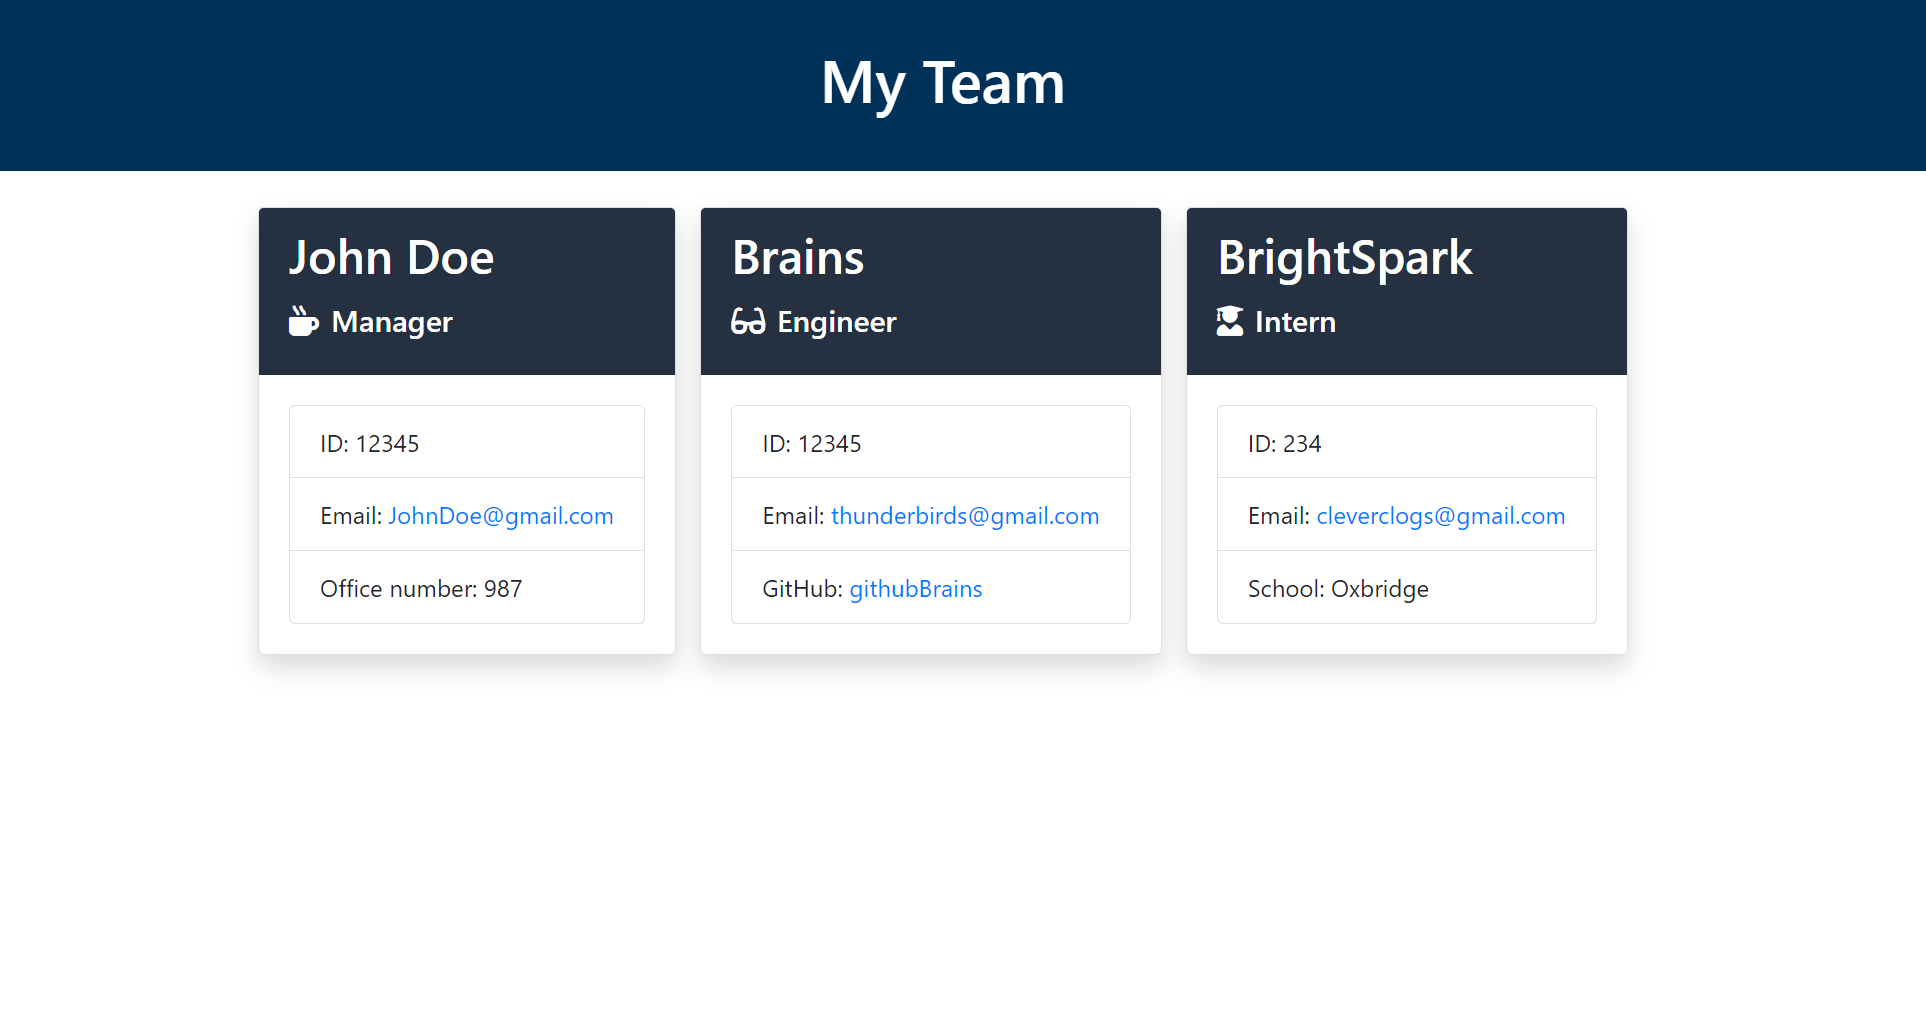 My Team
John Doe
Manager
ID: 12345
Email: JohnDoe@gmail.com
Office number: 987
Brains
Engineer
ID: 12345
Email: thunderbirds@gmail.com
GitHub: githubBrains
BrightSpark
Intern
ID: 234
Email: cleverclogs@gmail.com
School: Oxbridge